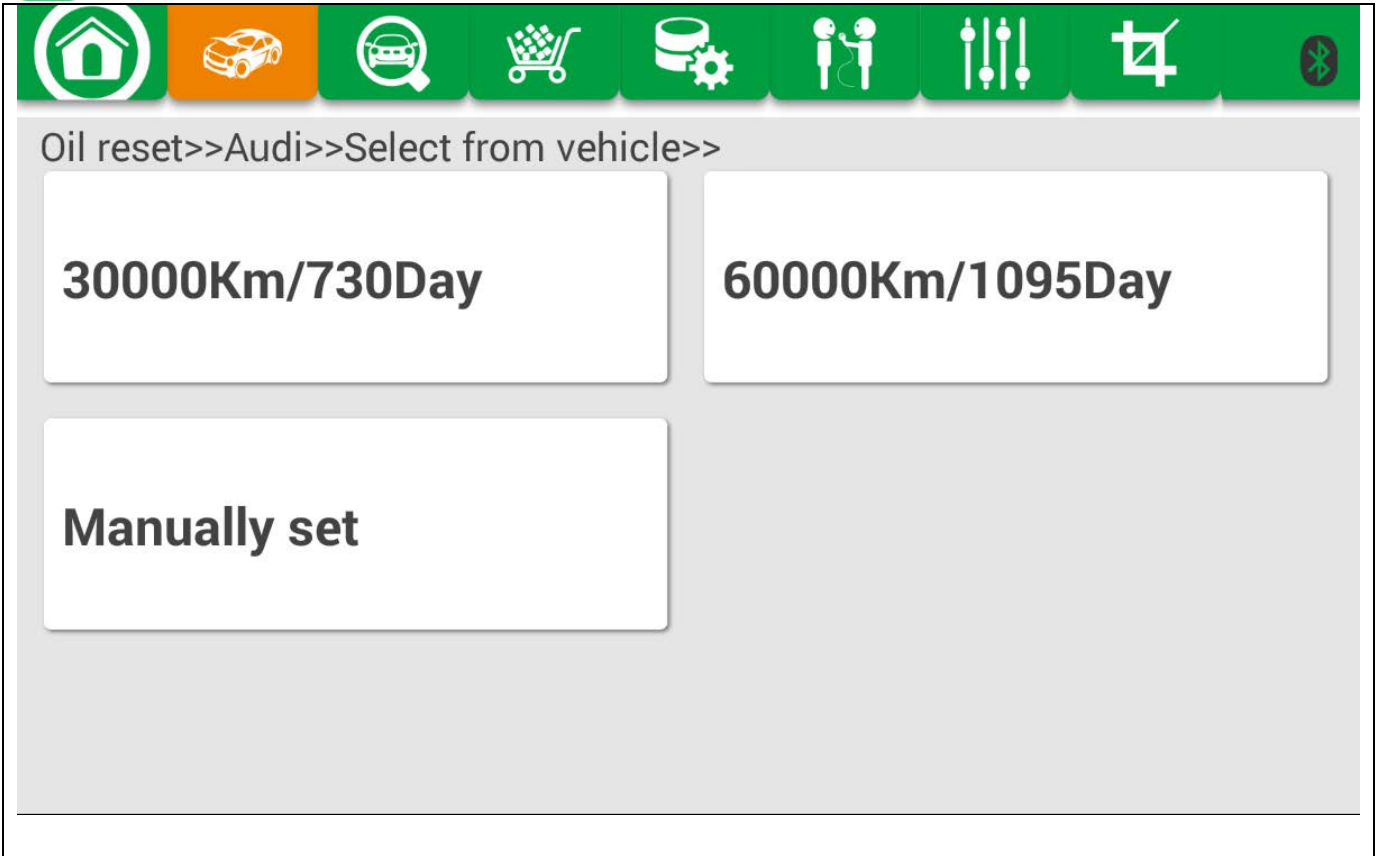 Oil reset>>Audi>>Select from vehicle>>
30000Km/730Day
60000Km/1095Day
Manually set